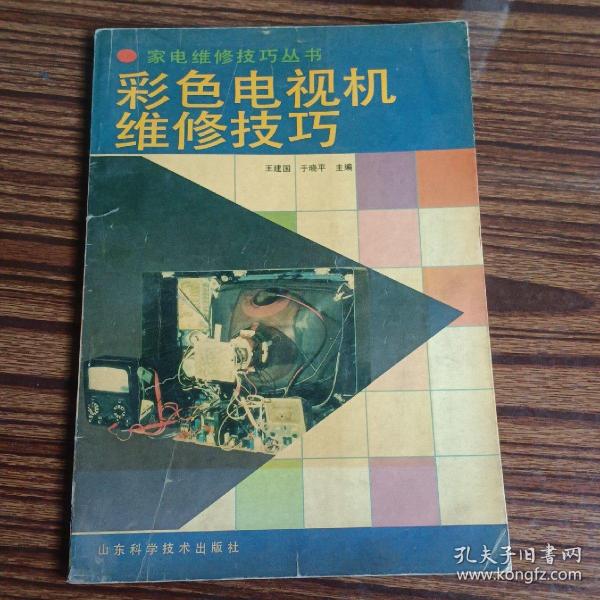 家电维修技巧丛书
彩色电视机
维修技巧
王建国 于晓平 主编
山东科学技术出版社
孔夫子旧书网
www.kongfz.com